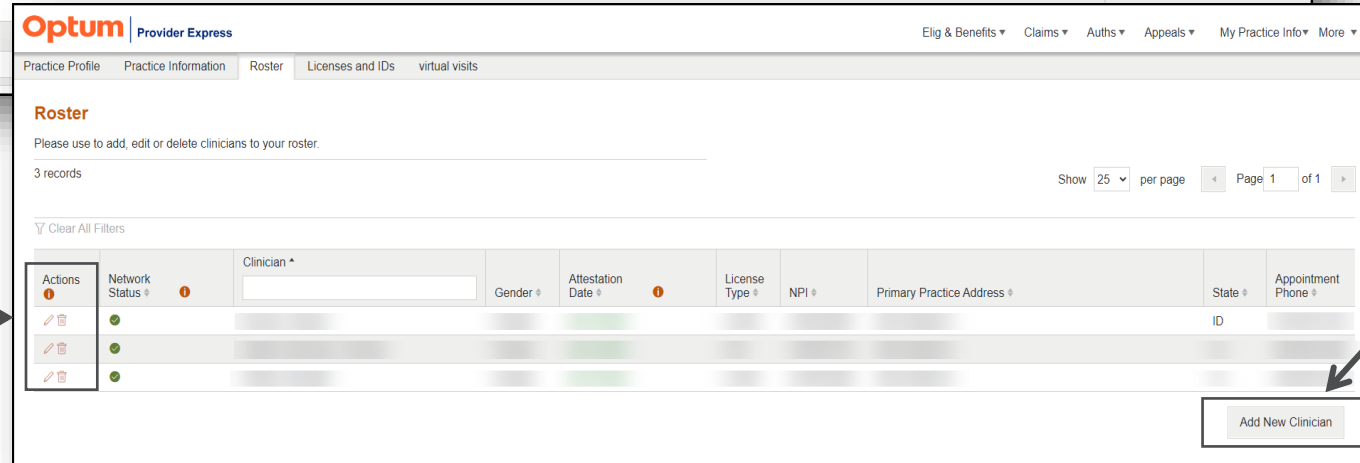 Optum Provider Express
Elig & Benefits Claims Auths Appeals My Practice Info More
Practice Profile Practice Information Roster Licenses and IDs virtual visits
Roster
Please use to add, edit or delete clinicians to your roster.
3 records
Show 25 per page Page 1 of 1
Clear All Filters
Actions Network Status Clinician Gender Attestation Date License Type NPI Primary Practice Address State Appointment Phone
ID
Add New Clinician